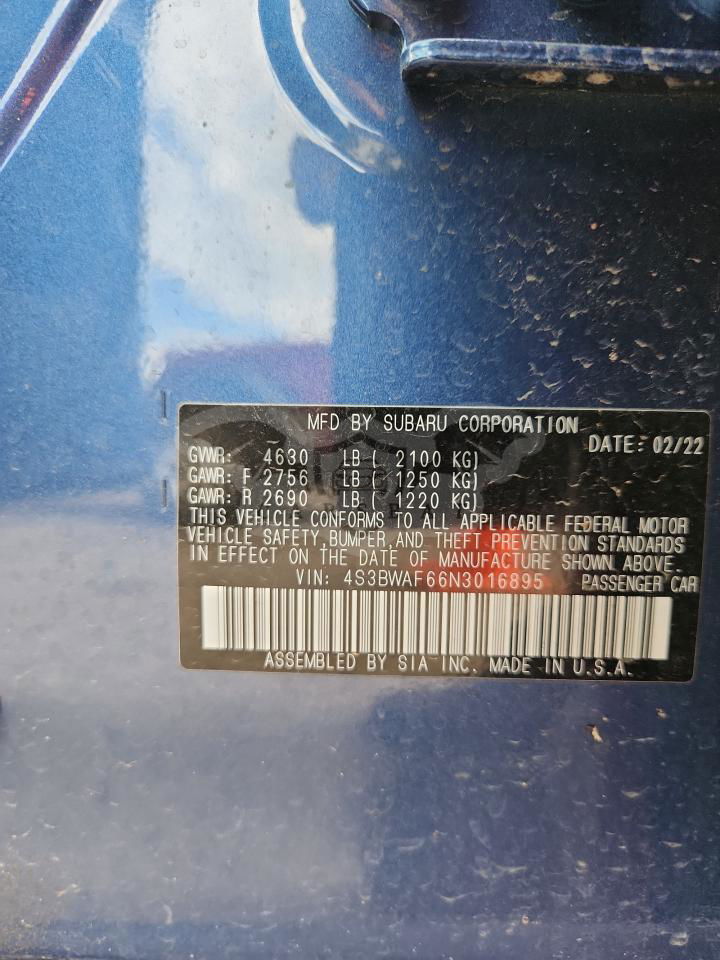 MFD BY SUBARU CORPORATION
DATE: 02/22
GVWR: 4630 LB ( 2100 KG)
GAWR: F 2756 LB ( 1250 KG)
GAWR: R 2690 LB ( 1220 KG)
THIS VEHICLE CONFORMS TO ALL APPLICABLE FEDERAL MOTOR
VEHICLE SAFETY,BUMPER,AND THEFT PREVENTION STANDARDS
IN EFFECT ON THE DATE OF MANUFACTURE SHOWN ABOVE.
VIN: 4S3BWAF66N3016895 PASSENGER CAR
ASSEMBLED BY SIA INC. MADE IN U.S.A.